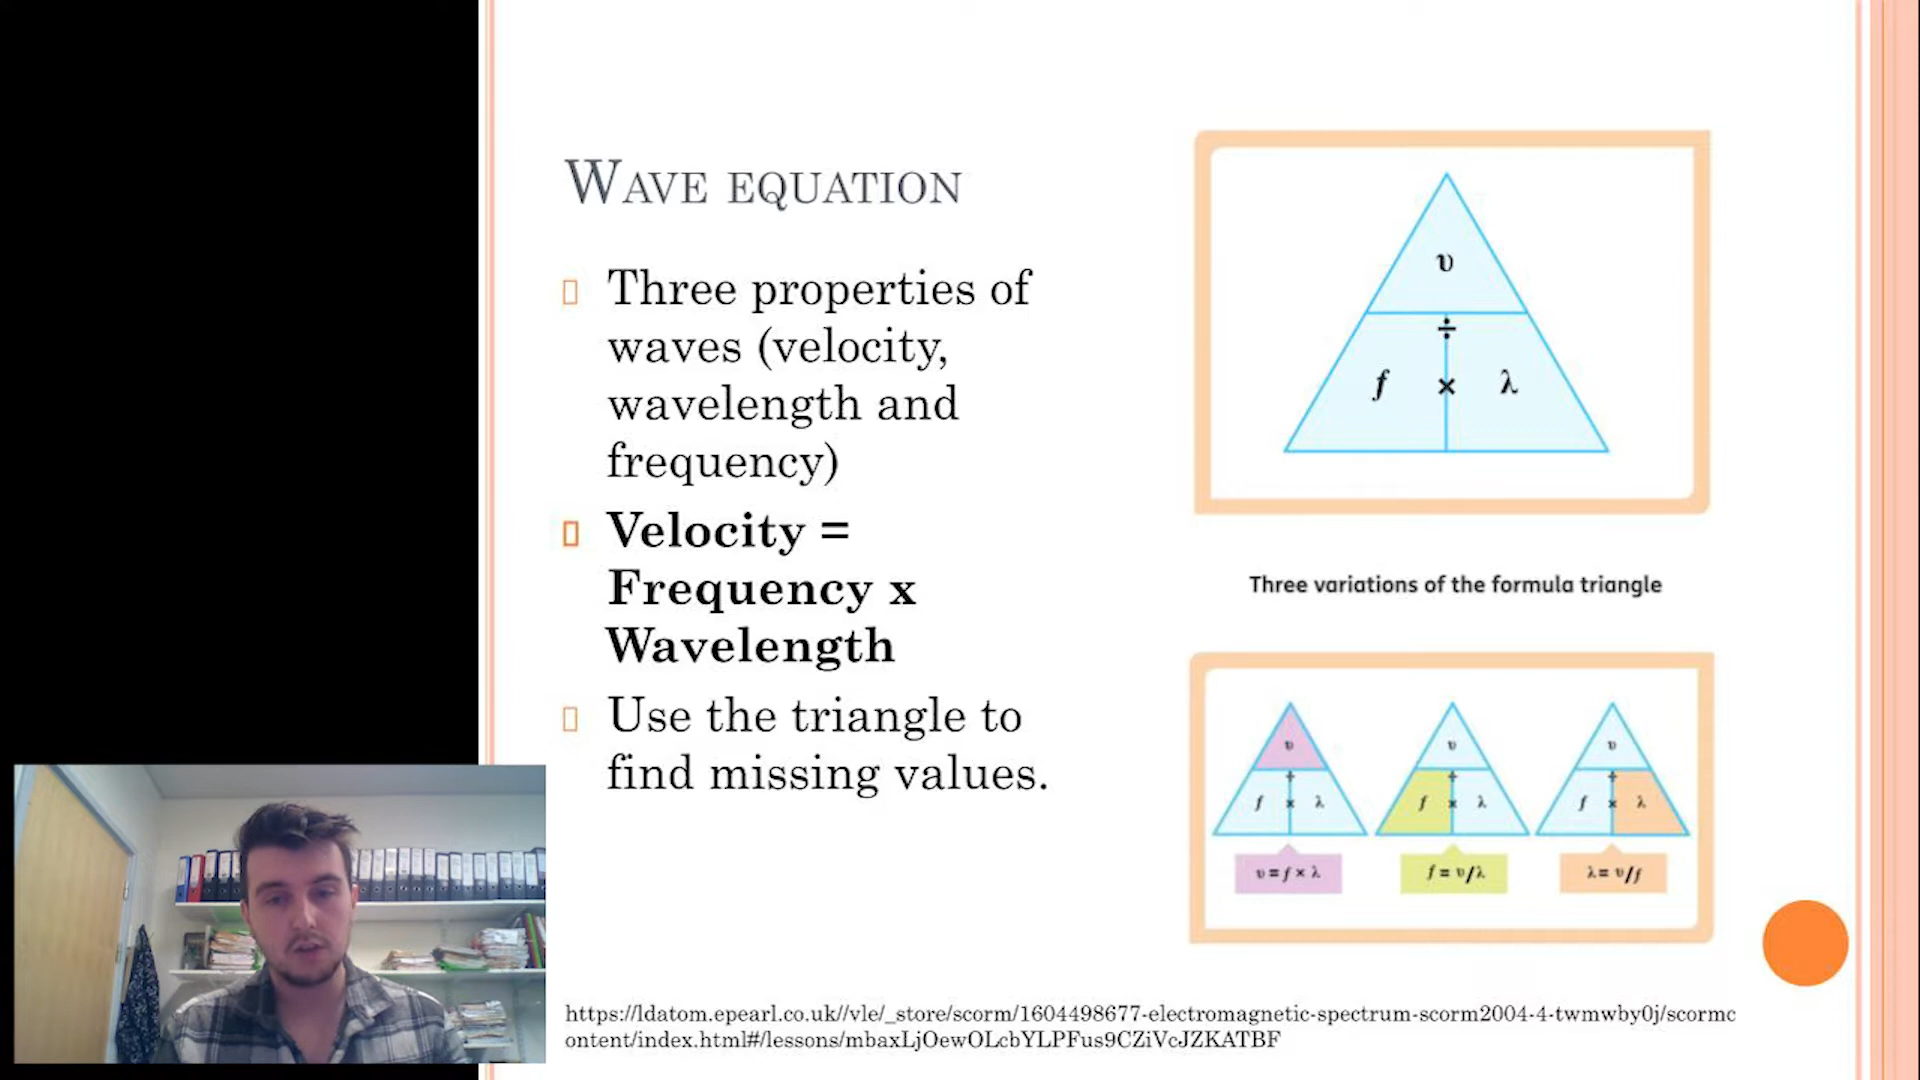 WAVE EQUATION
Three properties of
waves (velocity,
wavelength and
frequency)
Velocity =
Frequency x
Wavelength
Use the triangle to
find missing values.
υ
÷
f × λ
Three variations of the formula triangle
υ υ υ
÷ ÷ ÷
f × λ f × λ f × λ
υ = f × λ f = υ/λ λ = υ/f
https://ldatom.epearl.co.uk//vle/_store/scorm/1604498677-electromagnetic-spectrum-scorm2004-4-twmwby0j/scormc
ontent/index.html#/lessons/mbaxLjOewOLcbYLPFus9CZiVcJZKATBF